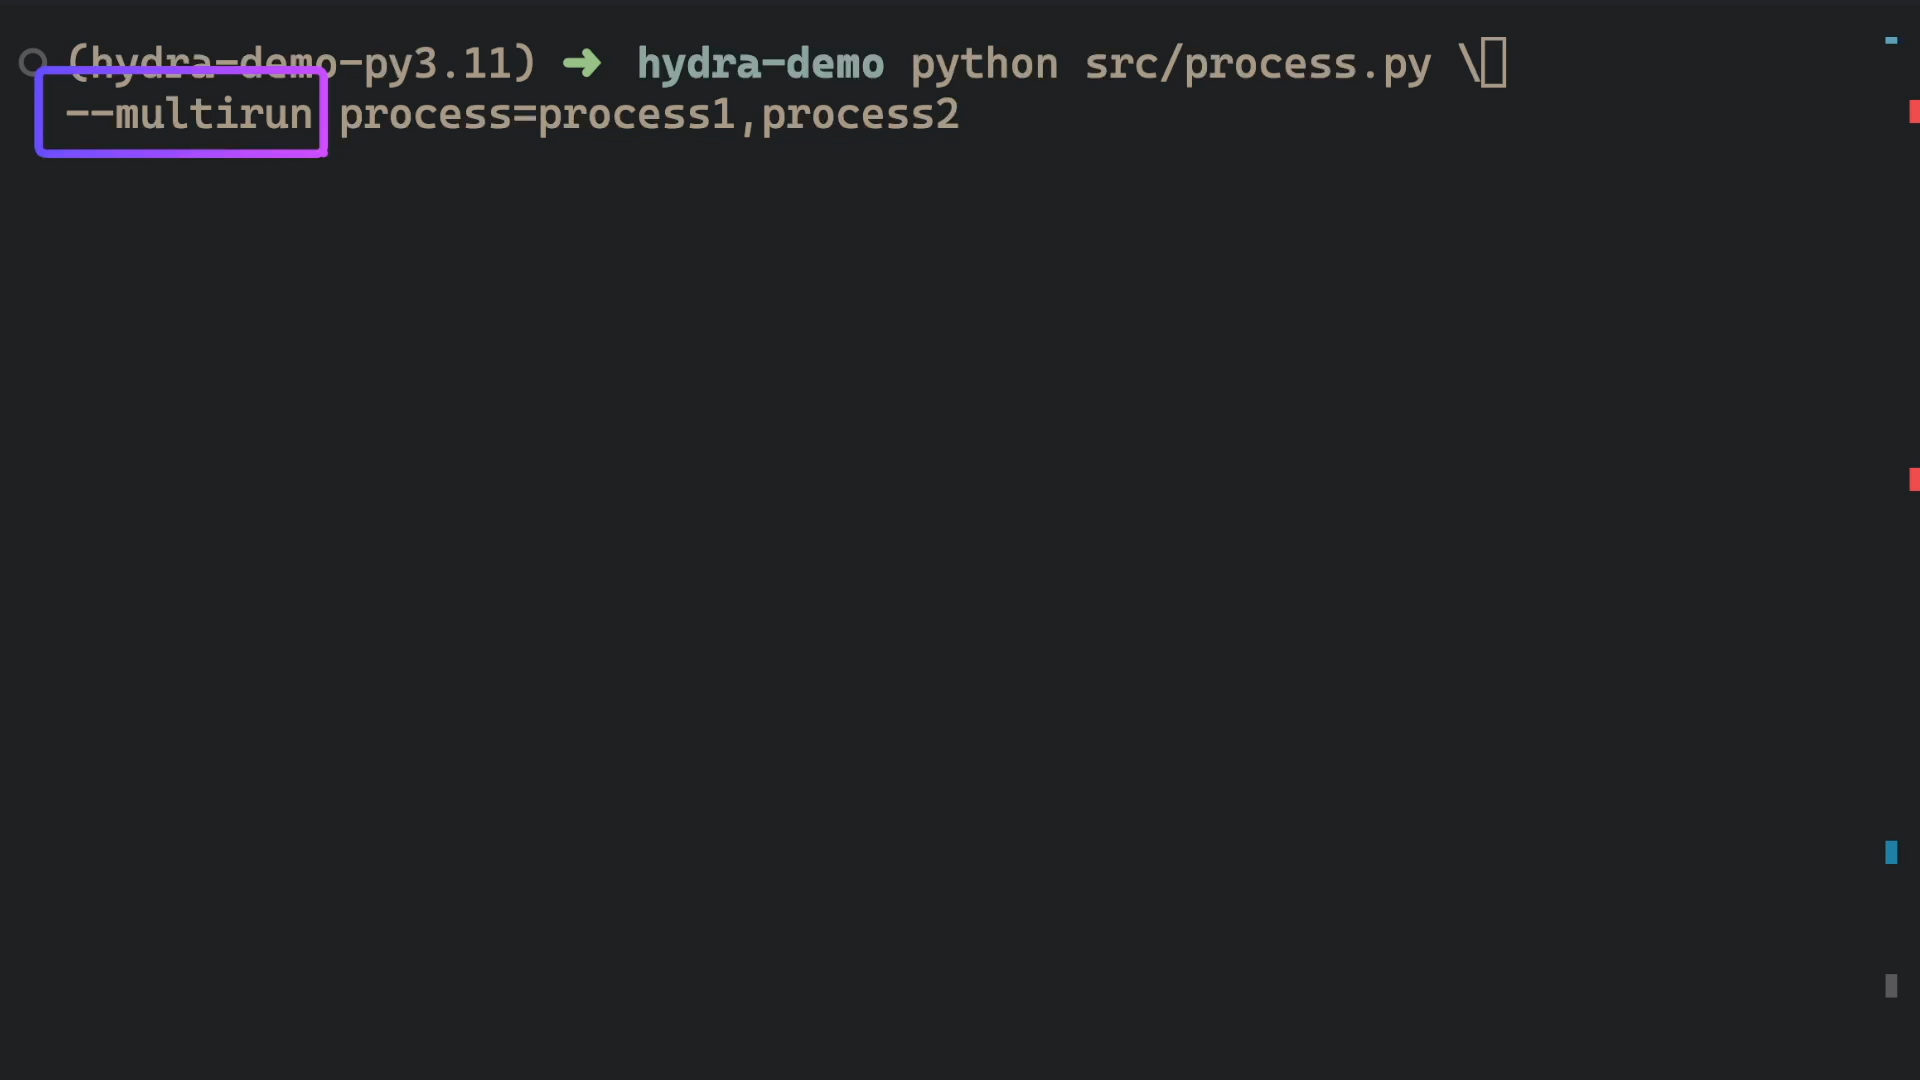 (hydra-demo-py3.11) ➜ hydra-demo python src/process.py \
--multirun process=process1,process2